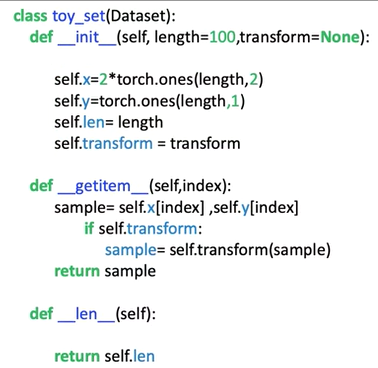 class toy_set(Dataset):
def __init__(self, length=100,transform=None):
self.x=2*torch.ones(length,2)
self.y=torch.ones(length,1)
self.len= length
self.transform = transform
def __getitem__(self,index):
sample= self.x[index] ,self.y[index]
if self.transform:
sample= self.transform(sample)
return sample
def __len__(self):
return self.len